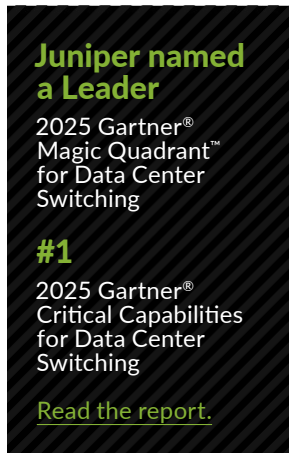 Juniper named
a Leader
2025 Gartner®
Magic Quadrant™
for Data Center
Switching
#1
2025 Gartner®
Critical Capabilities
for Data Center
Switching
Read the report.